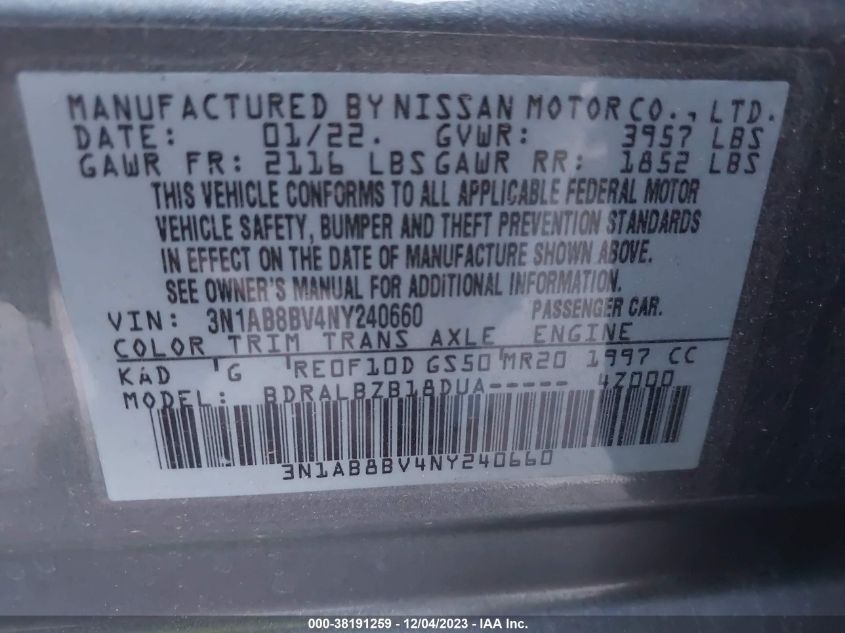 MANUFACTURED BY NISSAN MOTOR CO., LTD.
DATE: 01/22. GVWR: 3957 LBS
GAWR FR: 2116 LBS GAWR RR: 1852 LBS
THIS VEHICLE CONFORMS TO ALL APPLICABLE FEDERAL MOTOR
VEHICLE SAFETY, BUMPER AND THEFT PREVENTION STANDARDS
IN EFFECT ON THE DATE OF MANUFACTURE SHOWN ABOVE.
SEE OWNER'S MANUAL FOR ADDITIONAL INFORMATION.
VIN: 3N1AB8BV4NY240660 PASSENGER CAR.
COLOR TRIM TRANS AXLE ENGINE
KAD 'G 'RE0F10D GS50'MR20 1997 CC
MODEL: BDRALBZB18DUA----- 4Z000
3N1AB8BV4NY240660
000-38191259 - 12/04/2023 - IAA Inc.